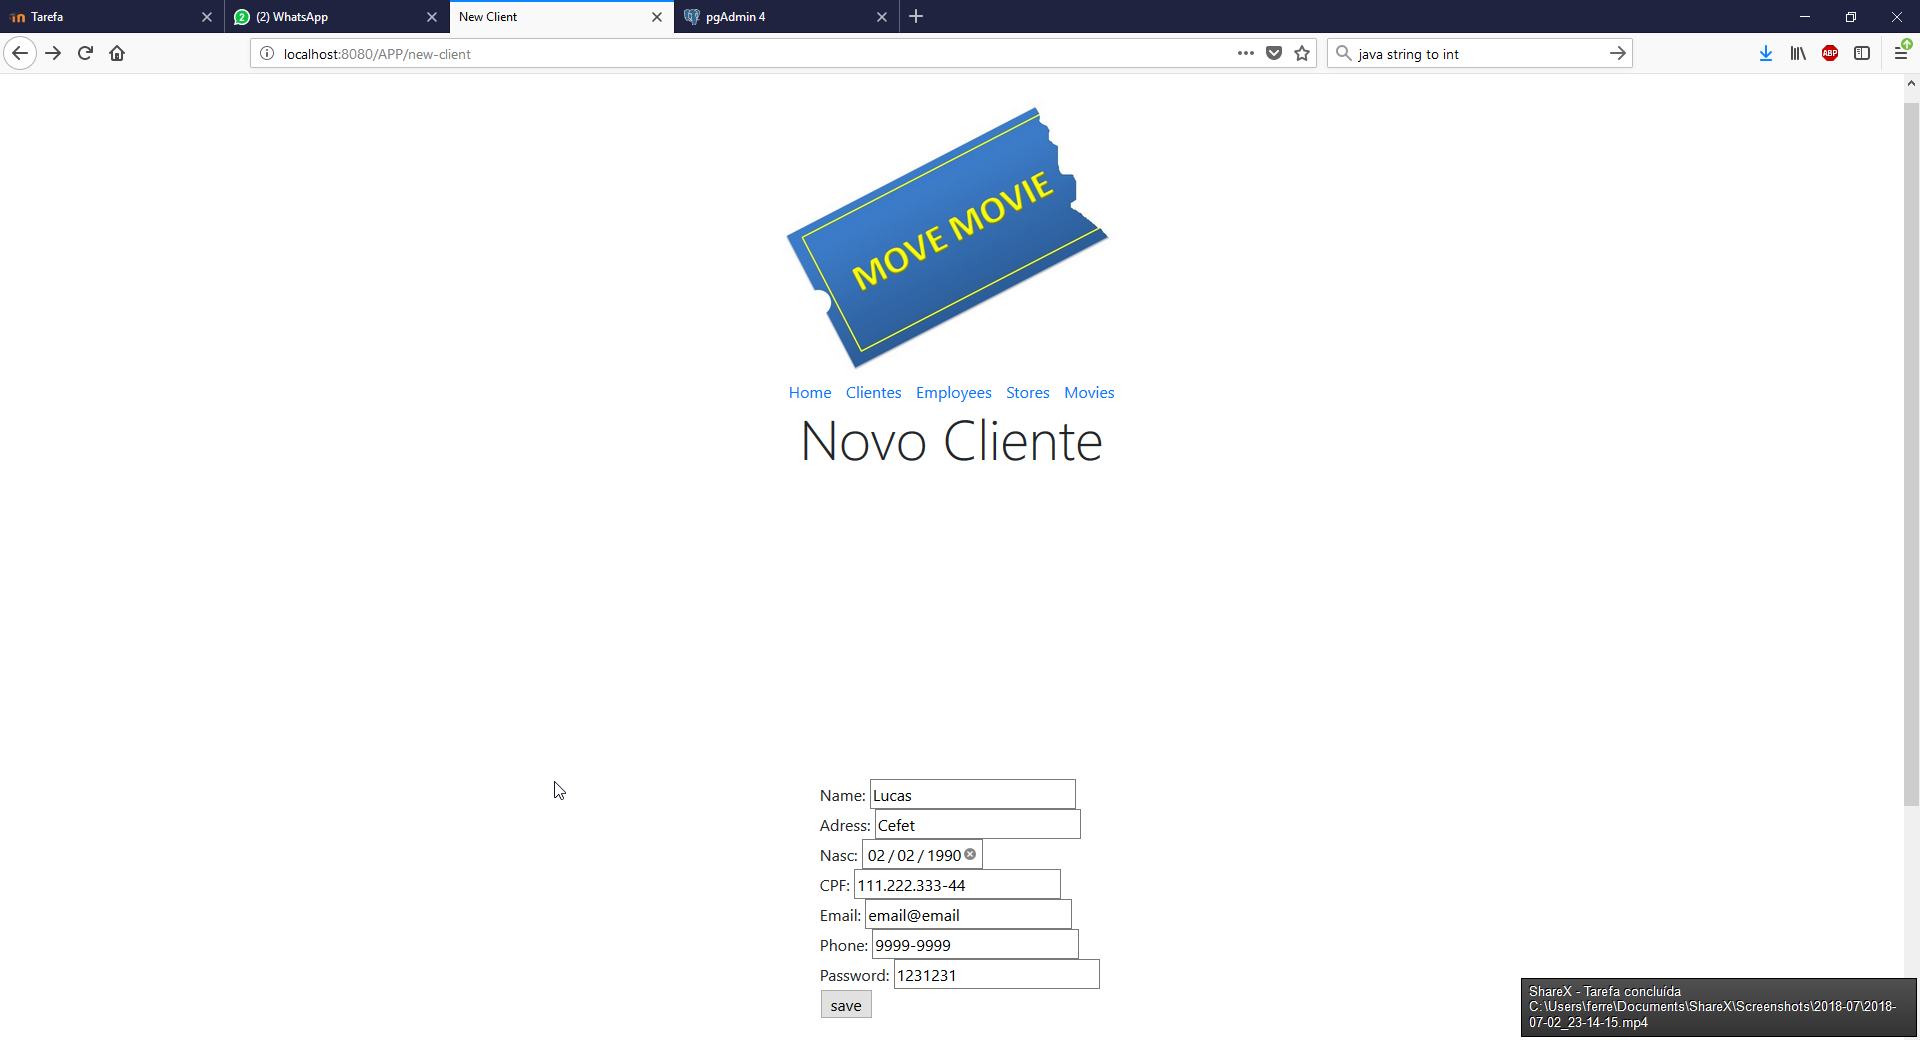 Tarefa
2 (2) WhatsApp
New Client
pgAdmin 4
localhost:8080/APP/new-client
java string to int
ABP
MOVE MOVIE
Home Clientes Employees Stores Movies
Novo Cliente
Name: Lucas
Adress: Cefet
Nasc: 02 / 02 / 1990
CPF: 111.222.333-44
Email: email@email
Phone: 9999-9999
Password: 1231231
save
ShareX - Tarefa concluída
C:\Users\ferre\Documents\ShareX\Screenshots\2018-07\2018-
07-02_23-14-15.mp4